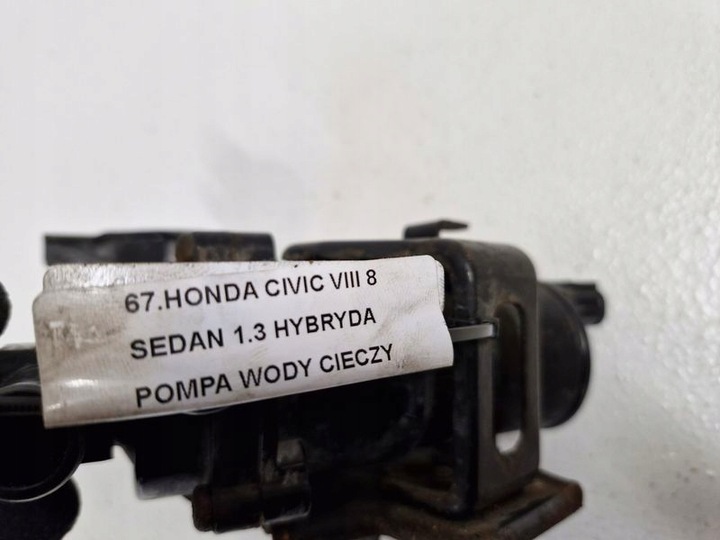 67.HONDA CIVIC VIII 8
SEDAN 1.3 HYBRYDA
POMPA WODY CIECZY